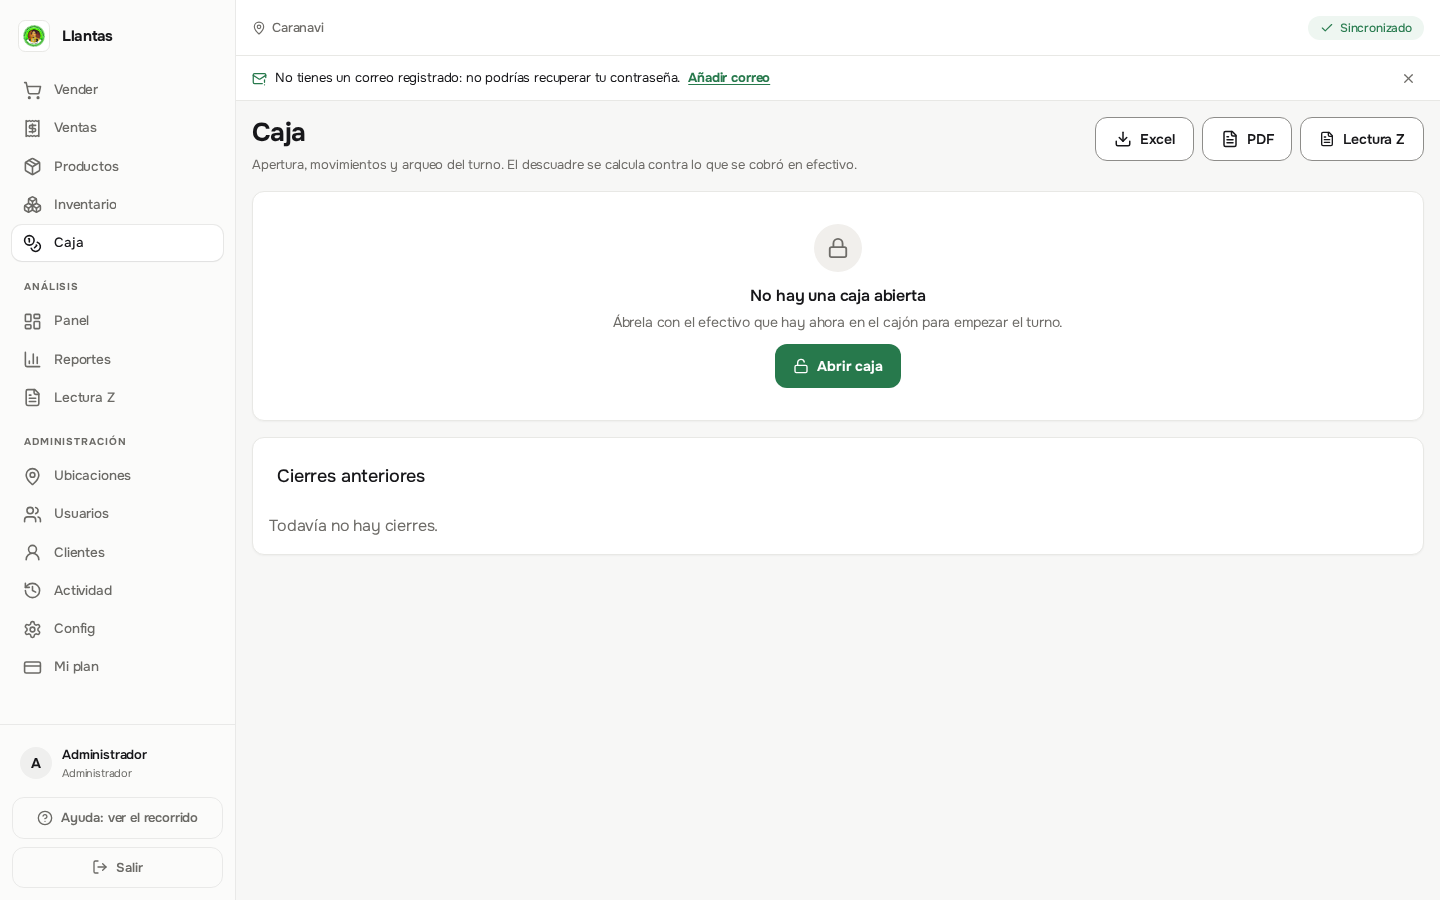 Llantas
Vender
Ventas
Productos
Inventario
Caja
ANÁLISIS
Panel
Reportes
Lectura Z
ADMINISTRACIÓN
Ubicaciones
Usuarios
Clientes
Actividad
Config
Mi plan
A
Administrador
Administrador
Ayuda: ver el recorrido
Salir
Caranavi
Sincronizado
No tienes un correo registrado: no podrías recuperar tu contraseña. Añadir correo
Caja
Apertura, movimientos y arqueo del turno. El descuadre se calcula contra lo que se cobró en efectivo.
Excel
PDF
Lectura Z
No hay una caja abierta
Ábrela con el efectivo que hay ahora en el cajón para empezar el turno.
Abrir caja
Cierres anteriores
Todavía no hay cierres.